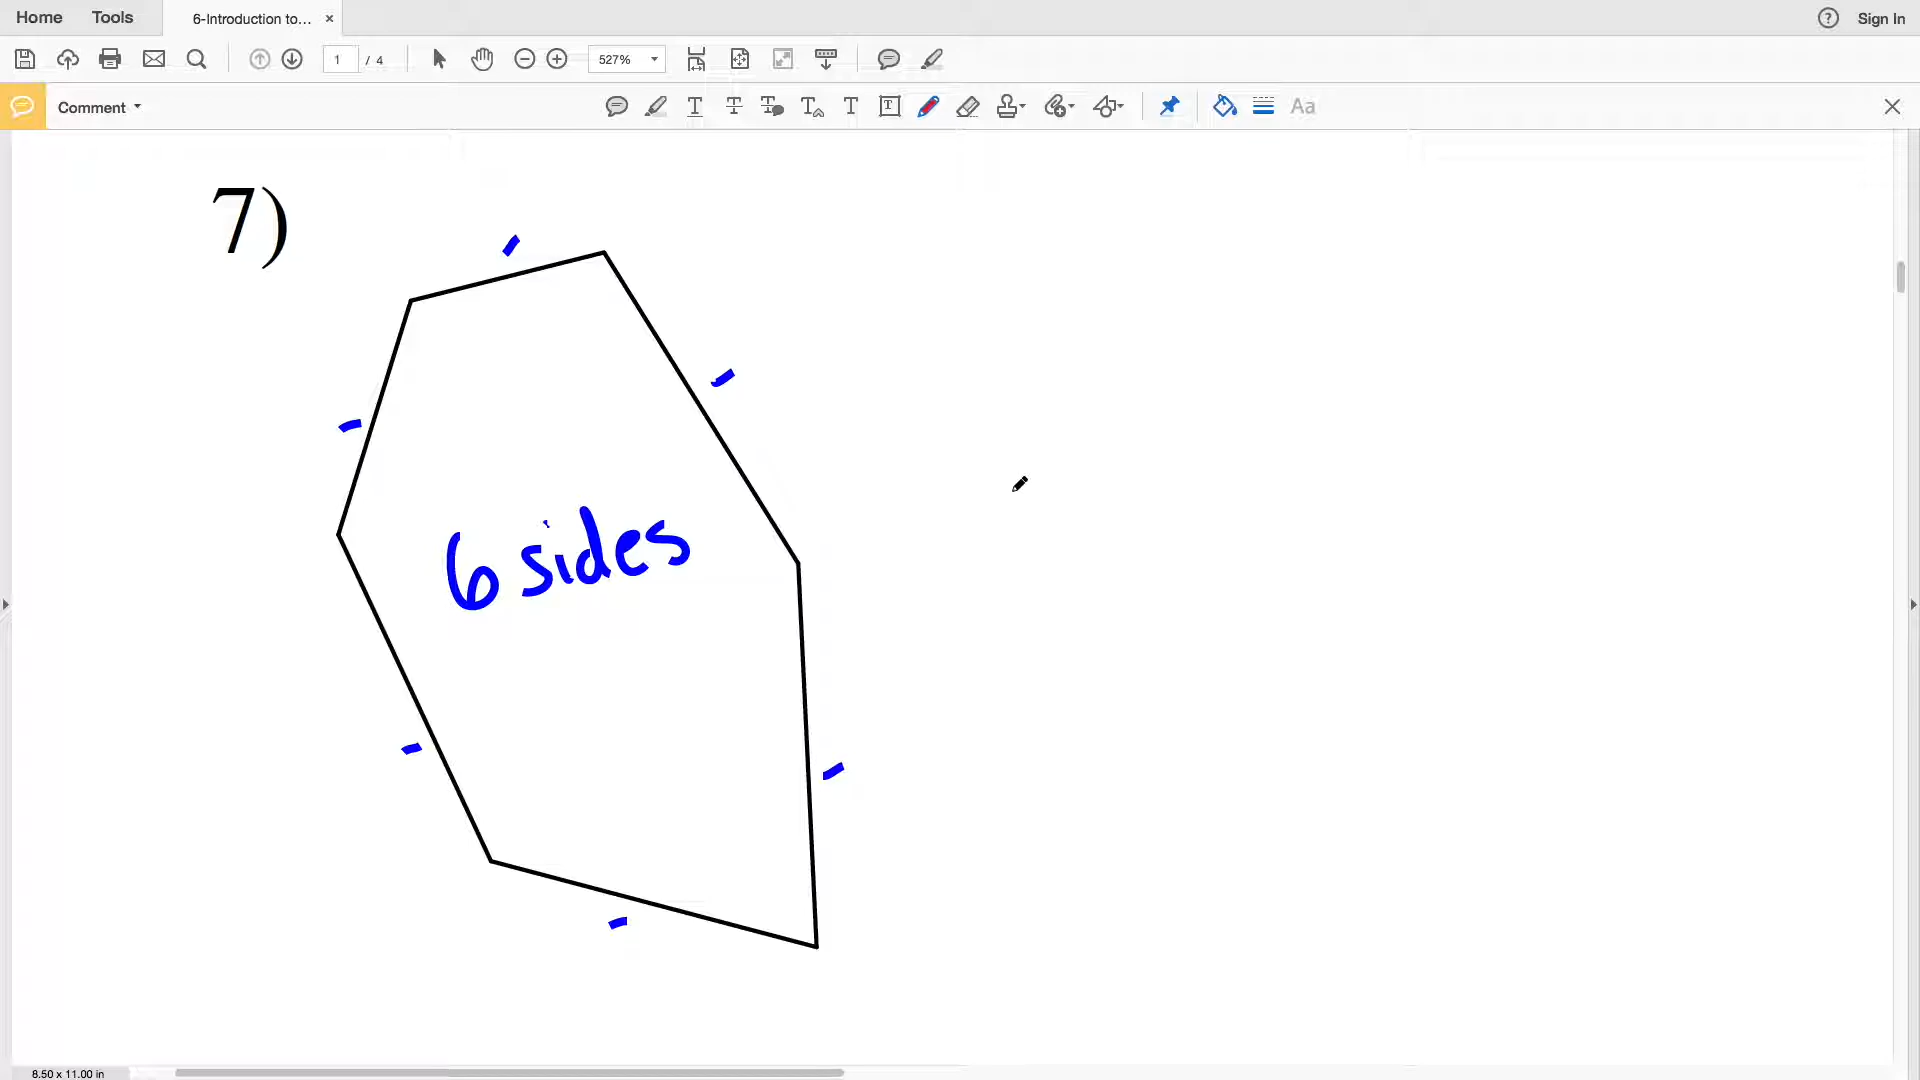 Home Tools 6-Introduction to... × Sign In
1 / 4 527%
Comment Aa
7)
6 sides
8.50 x 11.00 in